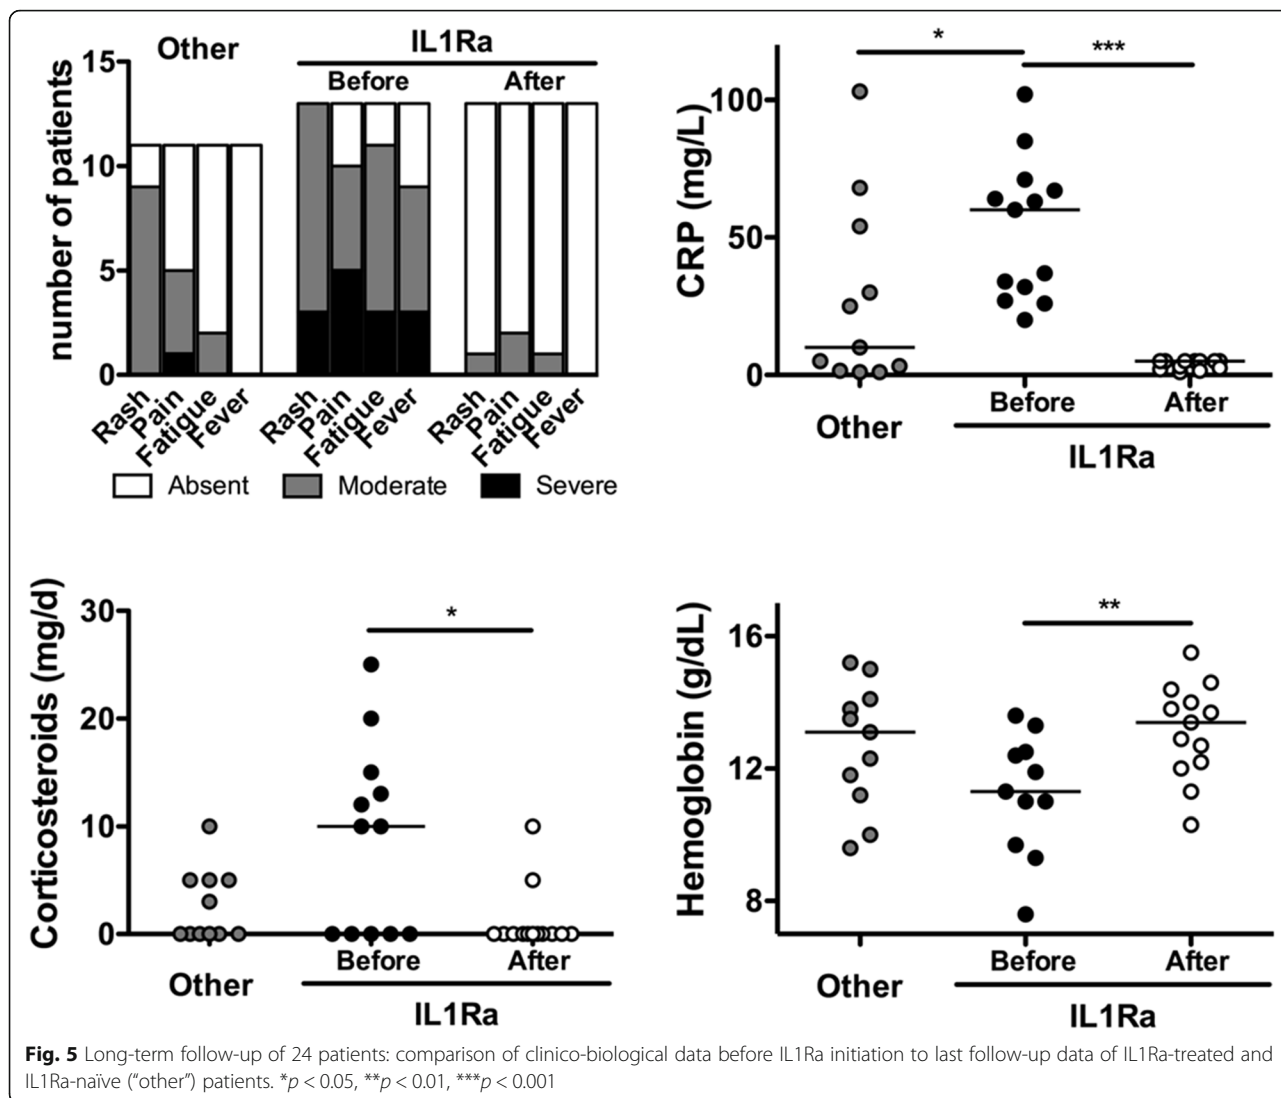 Other
IL1Ra
Before
After
number of patients
15
10
5
0
Rash
Pain
Fatigue
Fever
Rash
Pain
Fatigue
Fever
Rash
Pain
Fatigue
Fever
Absent
Moderate
Severe
*
***
CRP (mg/L)
100
50
0
Other
Before
After
IL1Ra
*
Corticosteroids (mg/d)
30
20
10
0
Other
Before
After
IL1Ra
**
Hemoglobin (g/dL)
16
12
8
Other
Before
After
IL1Ra
Fig. 5 Long-term follow-up of 24 patients: comparison of clinico-biological data before IL1Ra initiation to last follow-up data of IL1Ra-treated and
IL1Ra-naïve (“other”) patients. *p < 0.05, **p < 0.01, ***p < 0.001